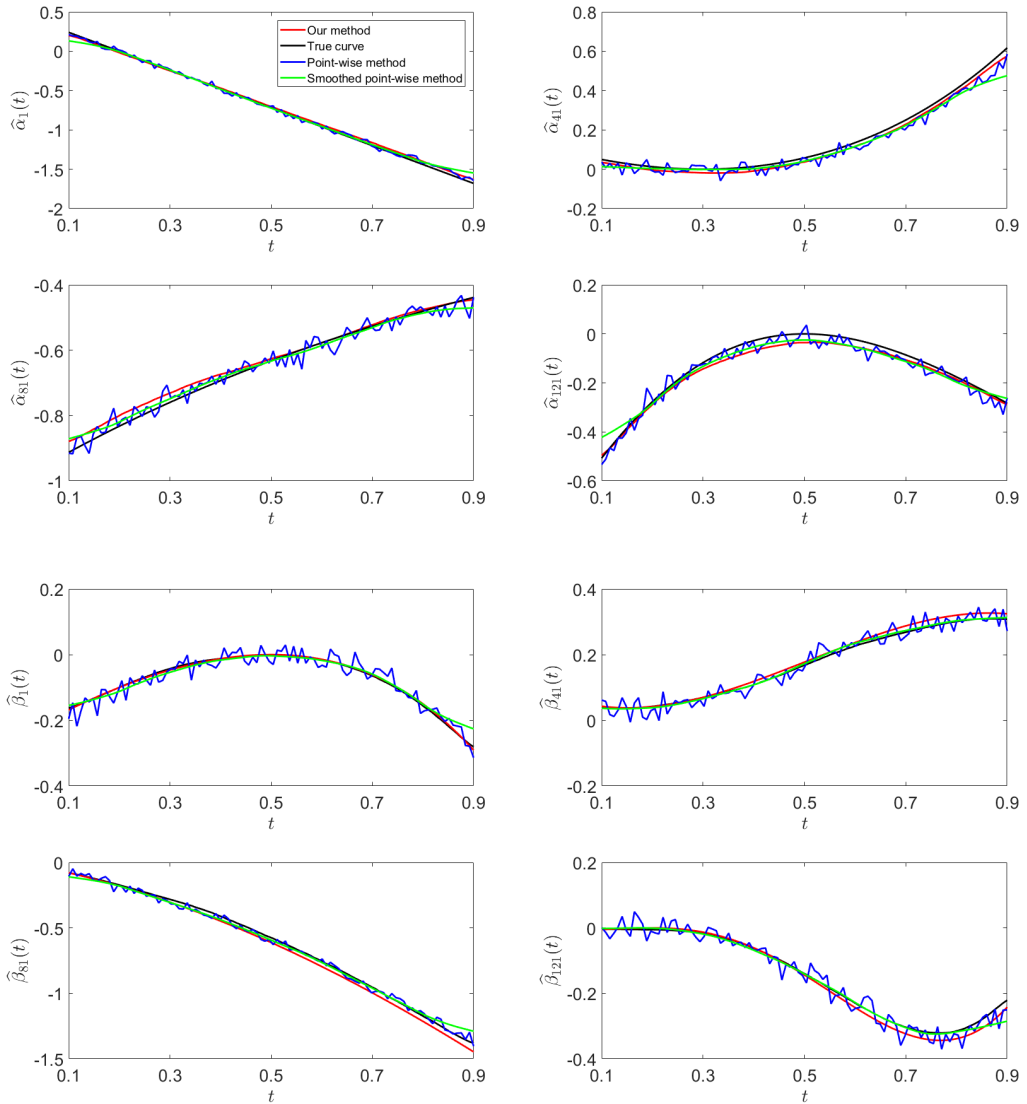 0.5
0
-0.5
-1
-1.5
-2
0.1 0.3 0.5 0.7 0.9
t
α̂₁(t)
Our method
True curve
Point-wise method
Smoothed point-wise method
0.8
0.6
0.4
0.2
0
-0.2
0.1 0.3 0.5 0.7 0.9
t
α̂₄₁(t)
-0.4
-0.6
-0.8
-1
0.1 0.3 0.5 0.7 0.9
t
α̂₈₁(t)
0.2
0
-0.2
-0.4
-0.6
0.1 0.3 0.5 0.7 0.9
t
α̂₁₂₁(t)
0.2
0
-0.2
-0.4
0.1 0.3 0.5 0.7 0.9
t
β̂₁(t)
0.4
0.2
0
-0.2
0.1 0.3 0.5 0.7 0.9
t
β̂₄₁(t)
0
-0.5
-1
-1.5
0.1 0.3 0.5 0.7 0.9
t
β̂₈₁(t)
0.2
0
-0.2
-0.4
0.1 0.3 0.5 0.7 0.9
t
β̂₁₂₁(t)